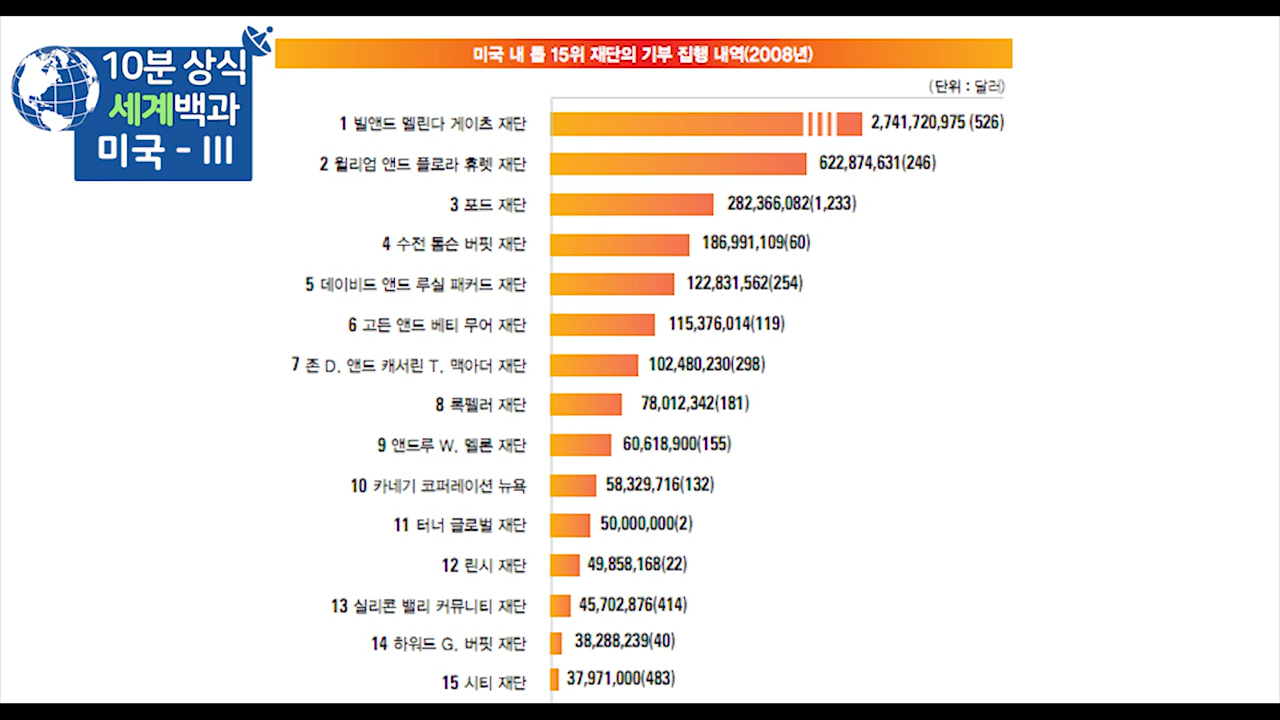 10분 상식
세계백과
미국 - III
미국 내 톱 15위 재단의 기부 집행 내역(2008년)
(단위 : 달러)
1 빌앤드 멜린다 게이츠 재단 2,741,720,975 (526)
2 윌리엄 앤드 플로라 휴렛 재단 622,874,631(246)
3 포드 재단 282,366,082(1,233)
4 수전 톰슨 버핏 재단 186,991,109(60)
5 데이비드 앤드 루실 패커드 재단 122,831,562(254)
6 고든 앤드 베티 무어 재단 115,376,014(119)
7 존 D. 앤드 캐서린 T. 맥아더 재단 102,480,230(298)
8 록펠러 재단 78,012,342(181)
9 앤드루 W. 멜론 재단 60,618,900(155)
10 카네기 코퍼레이션 뉴욕 58,329,716(132)
11 터너 글로벌 재단 50,000,000(2)
12 린시 재단 49,858,168(22)
13 실리콘 밸리 커뮤니티 재단 45,702,876(414)
14 하워드 G. 버핏 재단 38,288,239(40)
15 시티 재단 37,971,000(483)